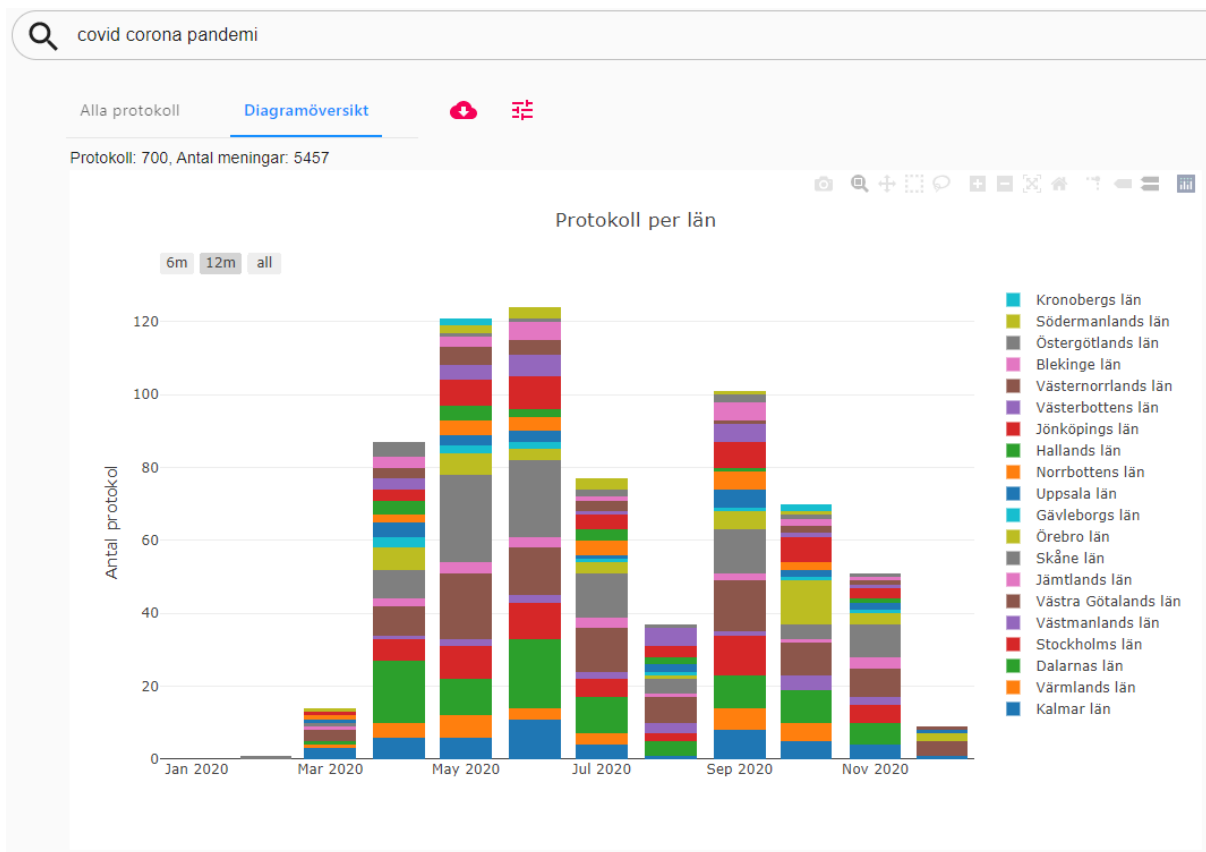 covid corona pandemi
Alla protokoll Diagramöversikt
Protokoll: 700, Antal meningar: 5457
Protokoll per län
6m 12m all
Antal protokol
120
100
80
60
40
20
0
Jan 2020 Mar 2020 May 2020 Jul 2020 Sep 2020 Nov 2020
Kronobergs län
Södermanlands län
Östergötlands län
Blekinge län
Västernorrlands län
Västerbottens län
Jönköpings län
Hallands län
Norrbottens län
Uppsala län
Gävleborgs län
Örebro län
Skåne län
Jämtlands län
Västra Götalands län
Västmanlands län
Stockholms län
Dalarnas län
Värmlands län
Kalmar län